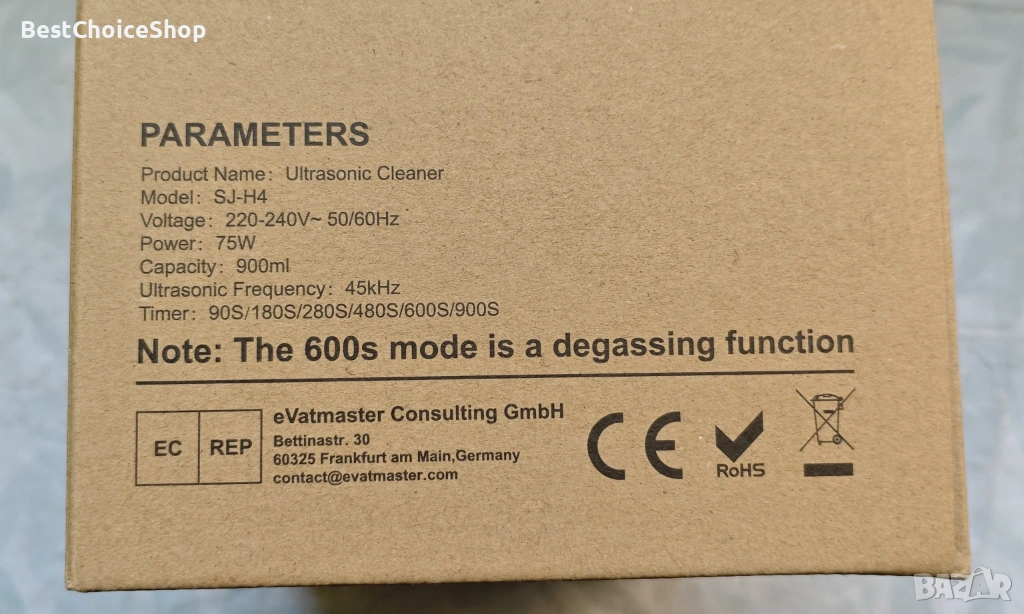 BestChoiceShop
PARAMETERS
Product Name: Ultrasonic Cleaner
Model: SJ-H4
Voltage: 220-240V~ 50/60Hz
Power: 75W
Capacity: 900ml
Ultrasonic Frequency: 45kHz
Timer: 90S/180S/280S/480S/600S/900S
Note: The 600s mode is a degassing function
EC REP
eVatmaster Consulting GmbH
Bettinastr. 30
60325 Frankfurt am Main,Germany
contact@evatmaster.com
CE
RoHS
BAZAR